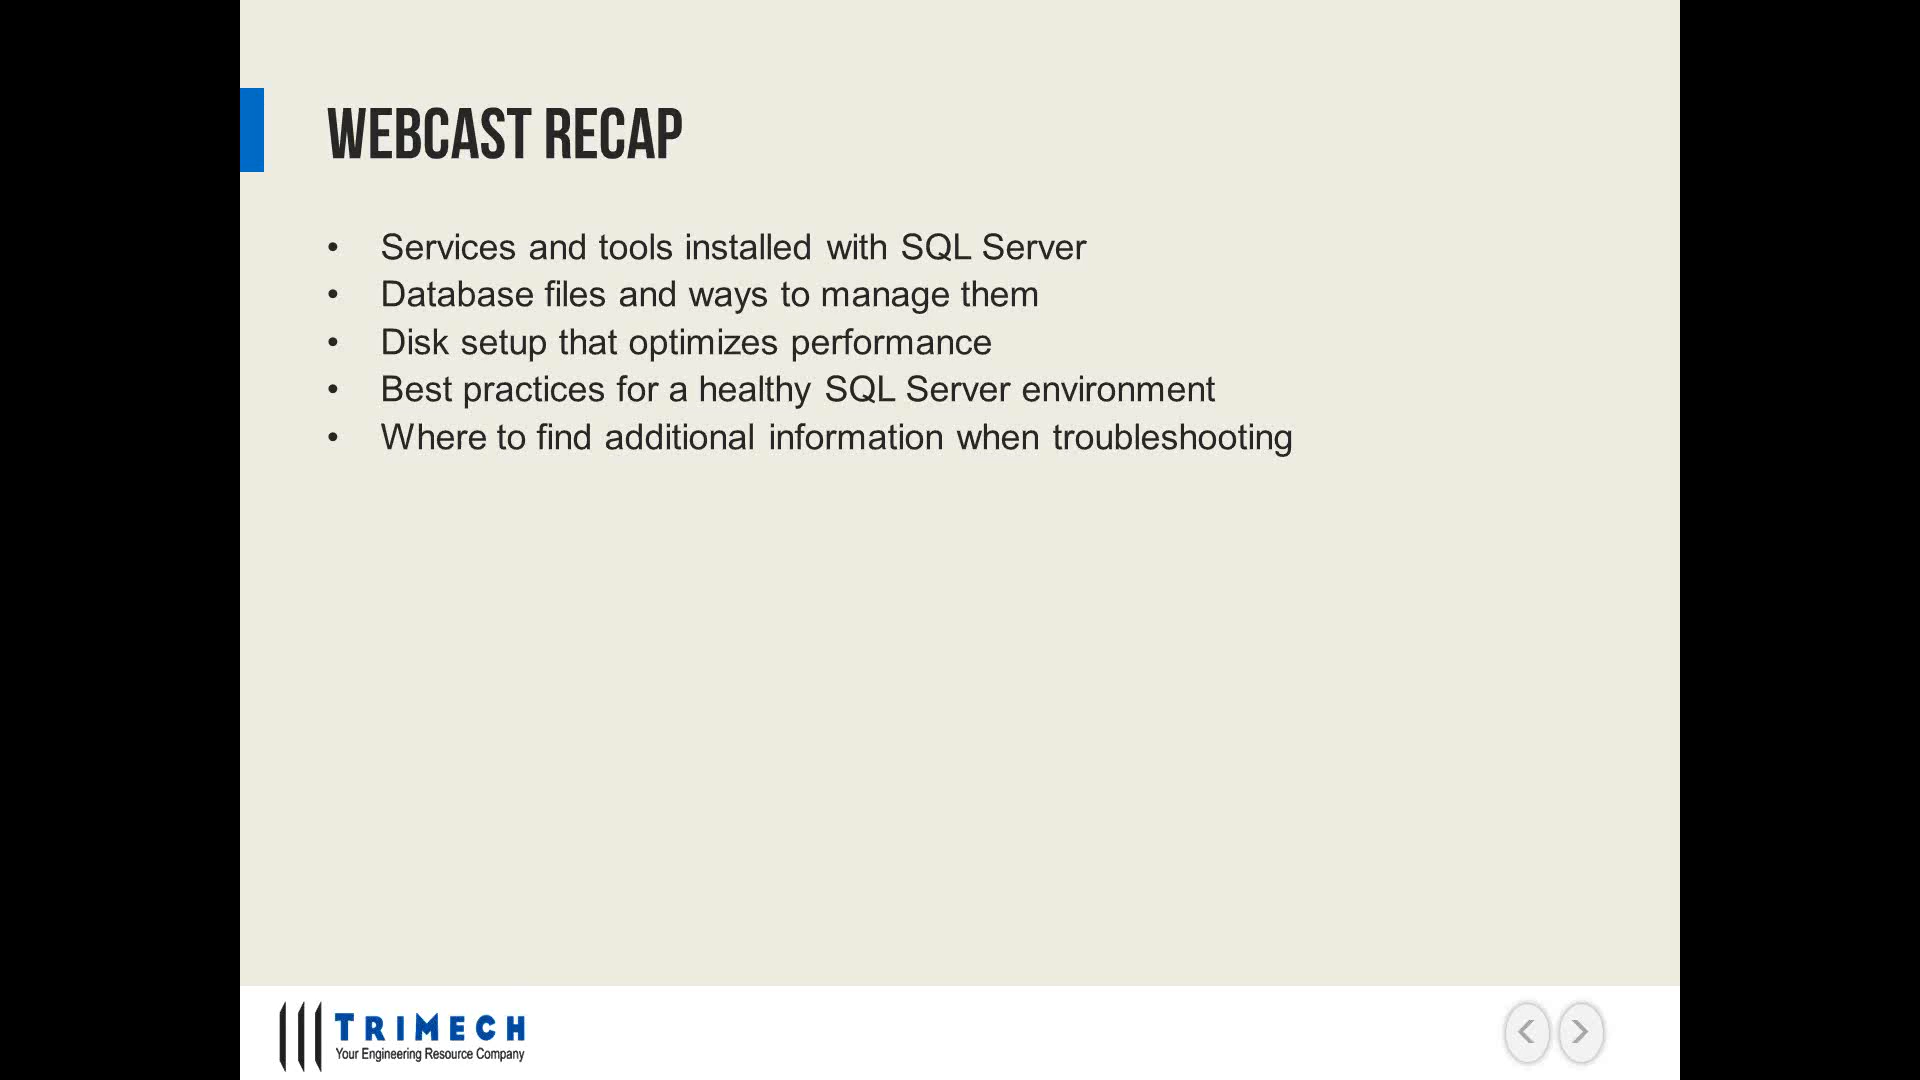 WEBCAST RECAP
• Services and tools installed with SQL Server
• Database files and ways to manage them
• Disk setup that optimizes performance
• Best practices for a healthy SQL Server environment
• Where to find additional information when troubleshooting
TRIMECH
Your Engineering Resource Company